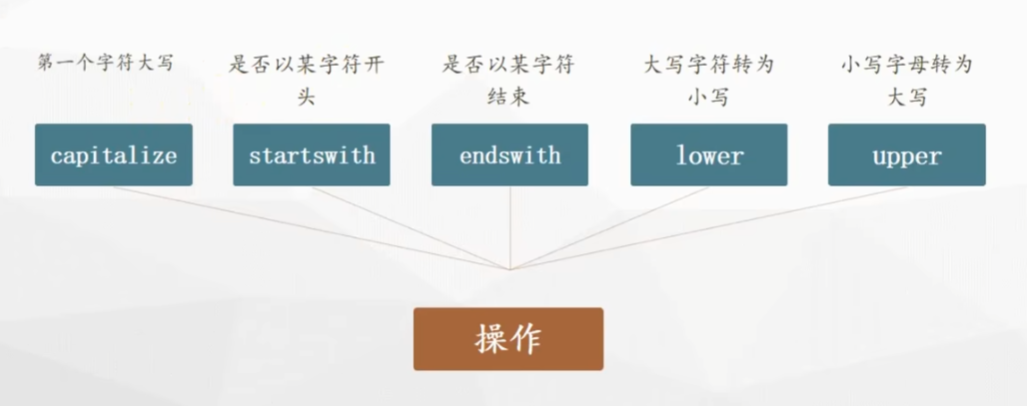 第一个字符大写
是否以某字符开
头
是否以某字符
结束
大写字符转为
小写
小写字母转为
大写
capitalize
startswith
endswith
lower
upper
操作